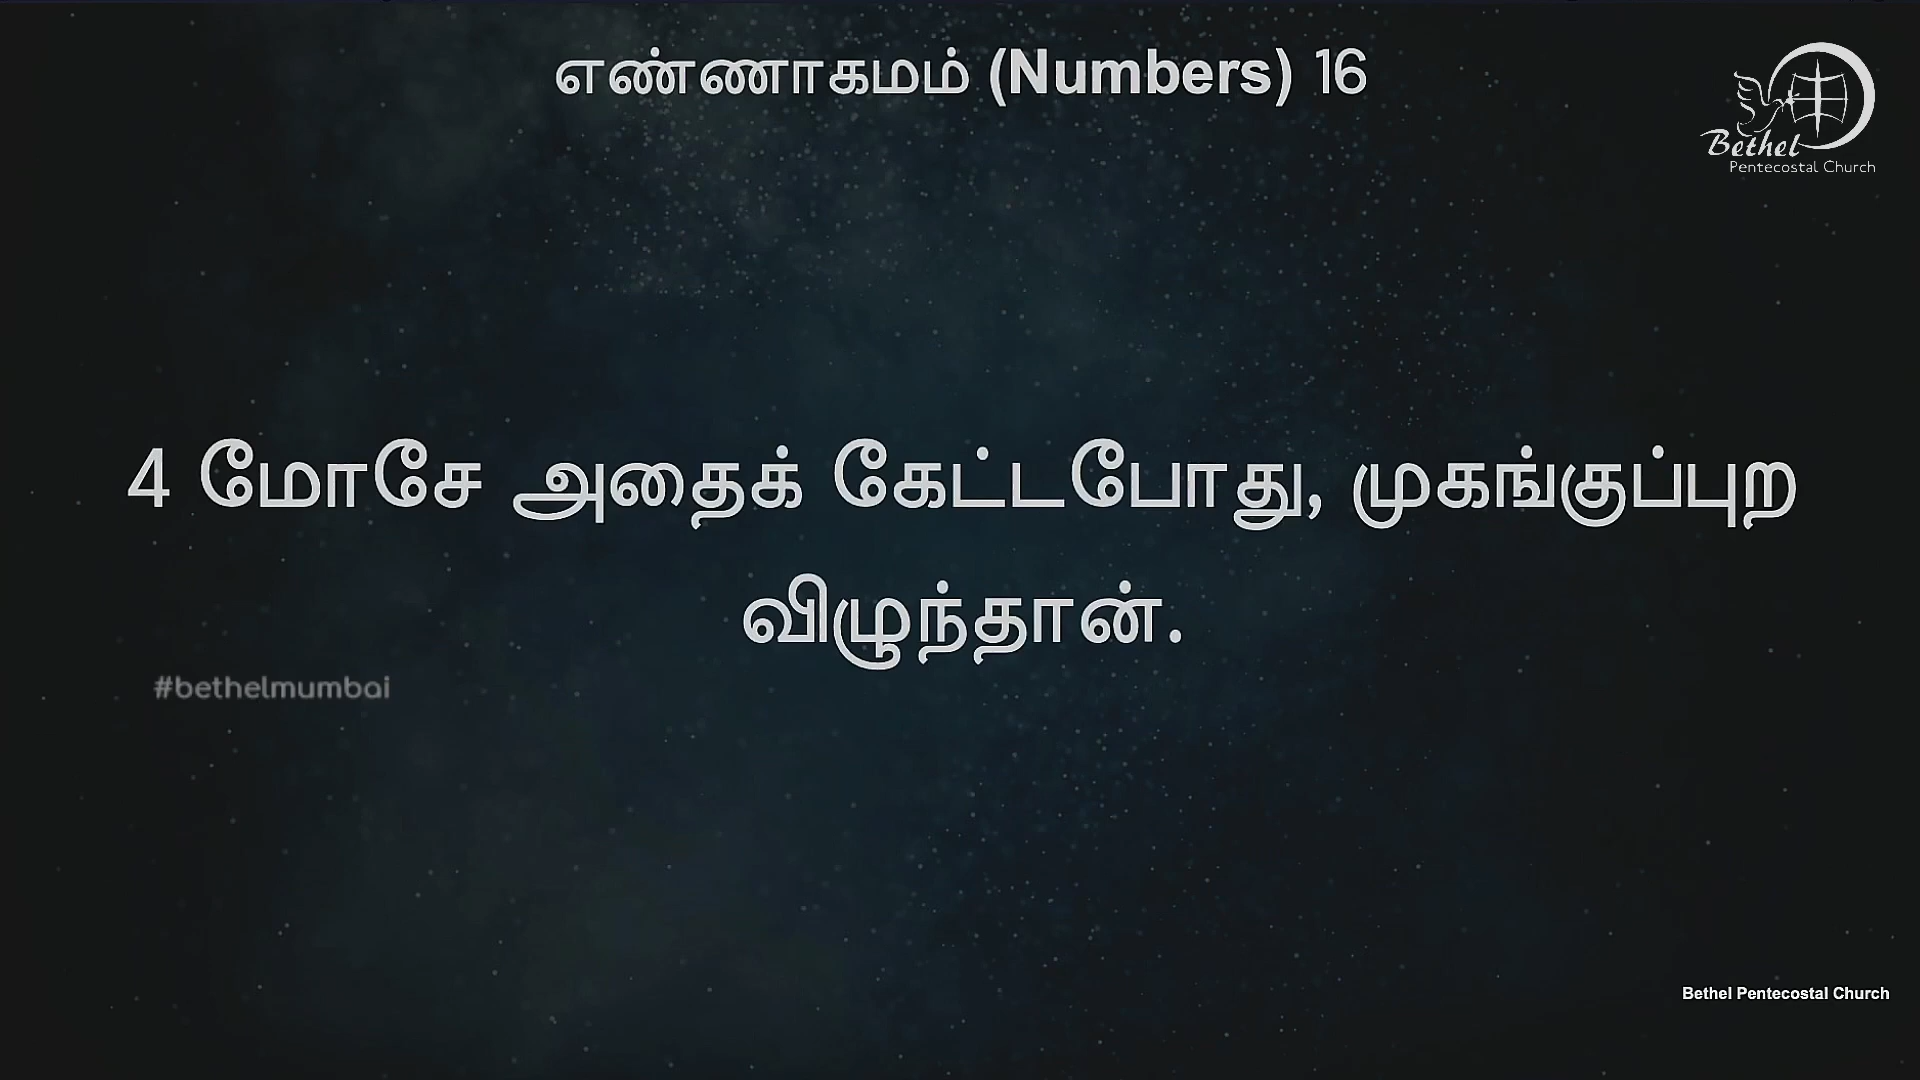 எண்ணாகமம் (Numbers) 16
Bethel
Pentecostal Church
4 மோசே அதைக் கேட்டபோது, முகங்குப்புற
விழுந்தான்.
#bethelmumbai
Bethel Pentecostal Church